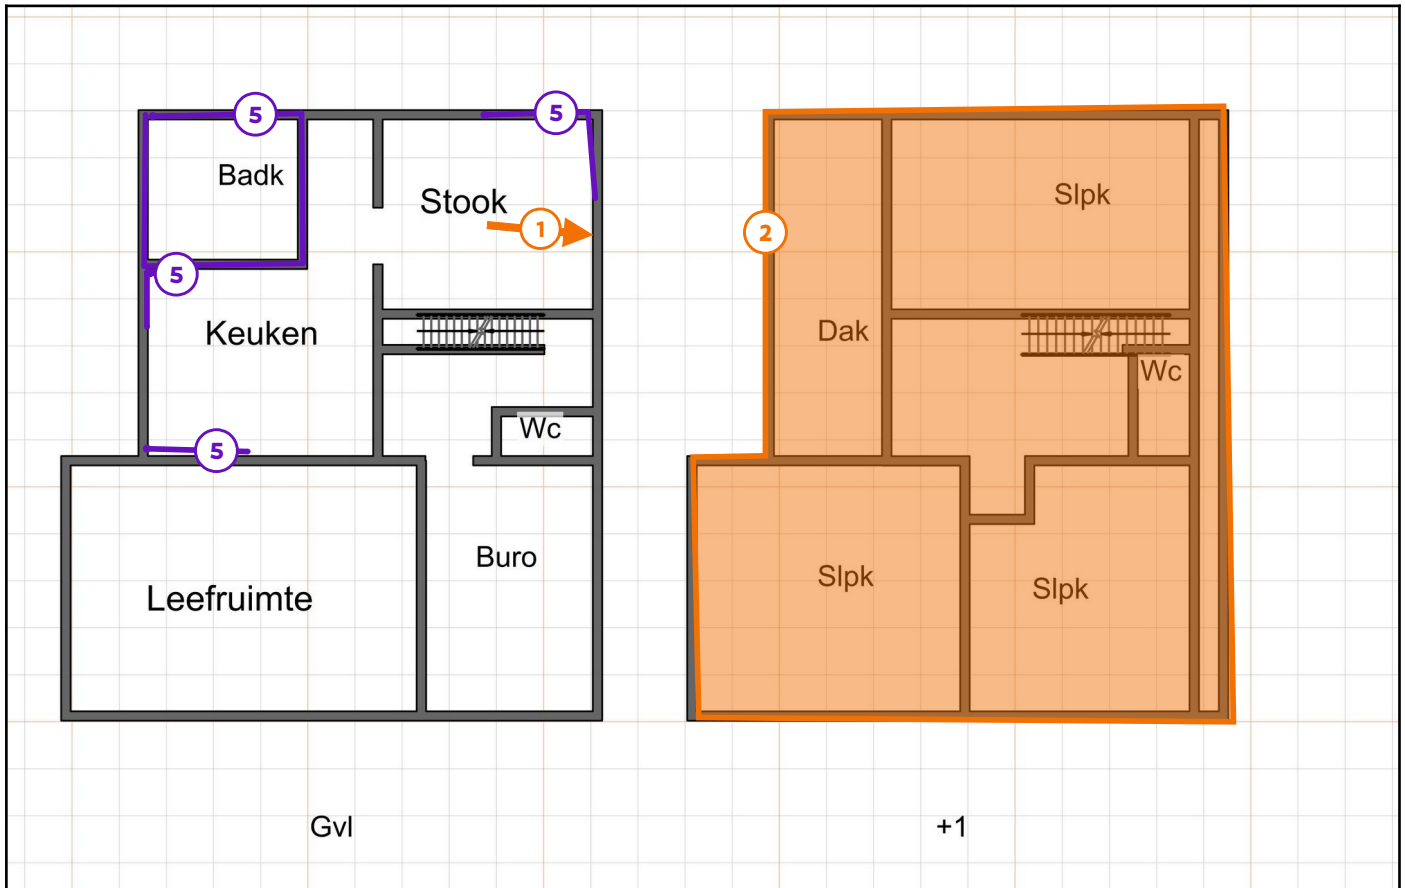 5
5
Badk
Stook
1
5
Keuken
Wc
5
Leefruimte
Buro
Gvl
Slpk
2
Dak
Wc
Slpk
Slpk
+1